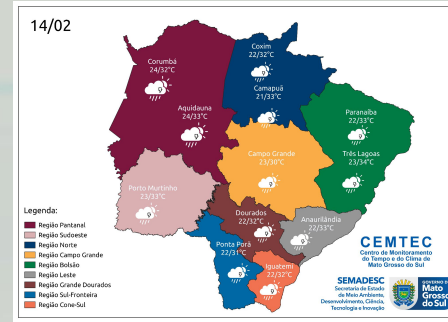 14/02
Coxim
22/32°C
Corumbá
24/32°C
Camapuã
21/33°C
Aquidauna
24/33°C
Paranaíba
22/33°C
Campo Grande
23/30°C
Três Lagoas
23/34°C
Porto Murtinho
23/33°C
Dourados
22/32°C
Anaurilândia
22/33°C
Ponta Porã
22/31°C
Iguatemi
22/32°C
Legenda:
Região Pantanal
Região Sudoeste
Região Norte
Região Campo Grande
Região Bolsão
Região Leste
Região Grande Dourados
Região Sul-Fronteira
Região Cone-Sul
CEMTEC
Centro de Monitoramento
do Tempo e do Clima de
Mato Grosso do Sul
SEMADESC
Secretaria de Estado
de Meio Ambiente,
Desenvolvimento, Ciência,
Tecnologia e Inovação
GOVERNO DE
Mato
Grosso
do Sul